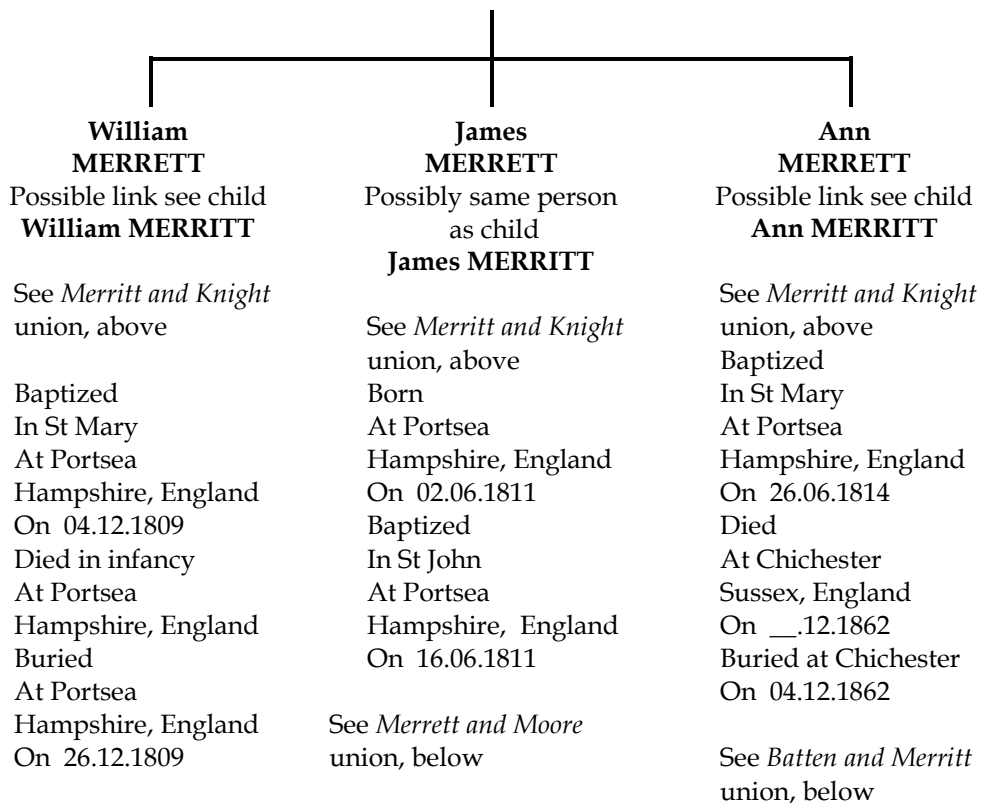 William
MERRETT
Possible link see child
William MERRITT
See Merritt and Knight
union, above
Baptized
In St Mary
At Portsea
Hampshire, England
On 04.12.1809
Died in infancy
At Portsea
Hampshire, England
Buried
At Portsea
Hampshire, England
On 26.12.1809
James
MERRETT
Possibly same person
as child
James MERRITT
See Merritt and Knight
union, above
Born
At Portsea
Hampshire, England
On 02.06.1811
Baptized
In St John
At Portsea
Hampshire, England
On 16.06.1811
See Merrett and Moore
union, below
Ann
MERRETT
Possible link see child
Ann MERRITT
See Merritt and Knight
union, above
Baptized
In St Mary
At Portsea
Hampshire, England
On 26.06.1814
Died
At Chichester
Sussex, England
On __.12.1862
Buried at Chichester
On 04.12.1862
See Batten and Merritt
union, below